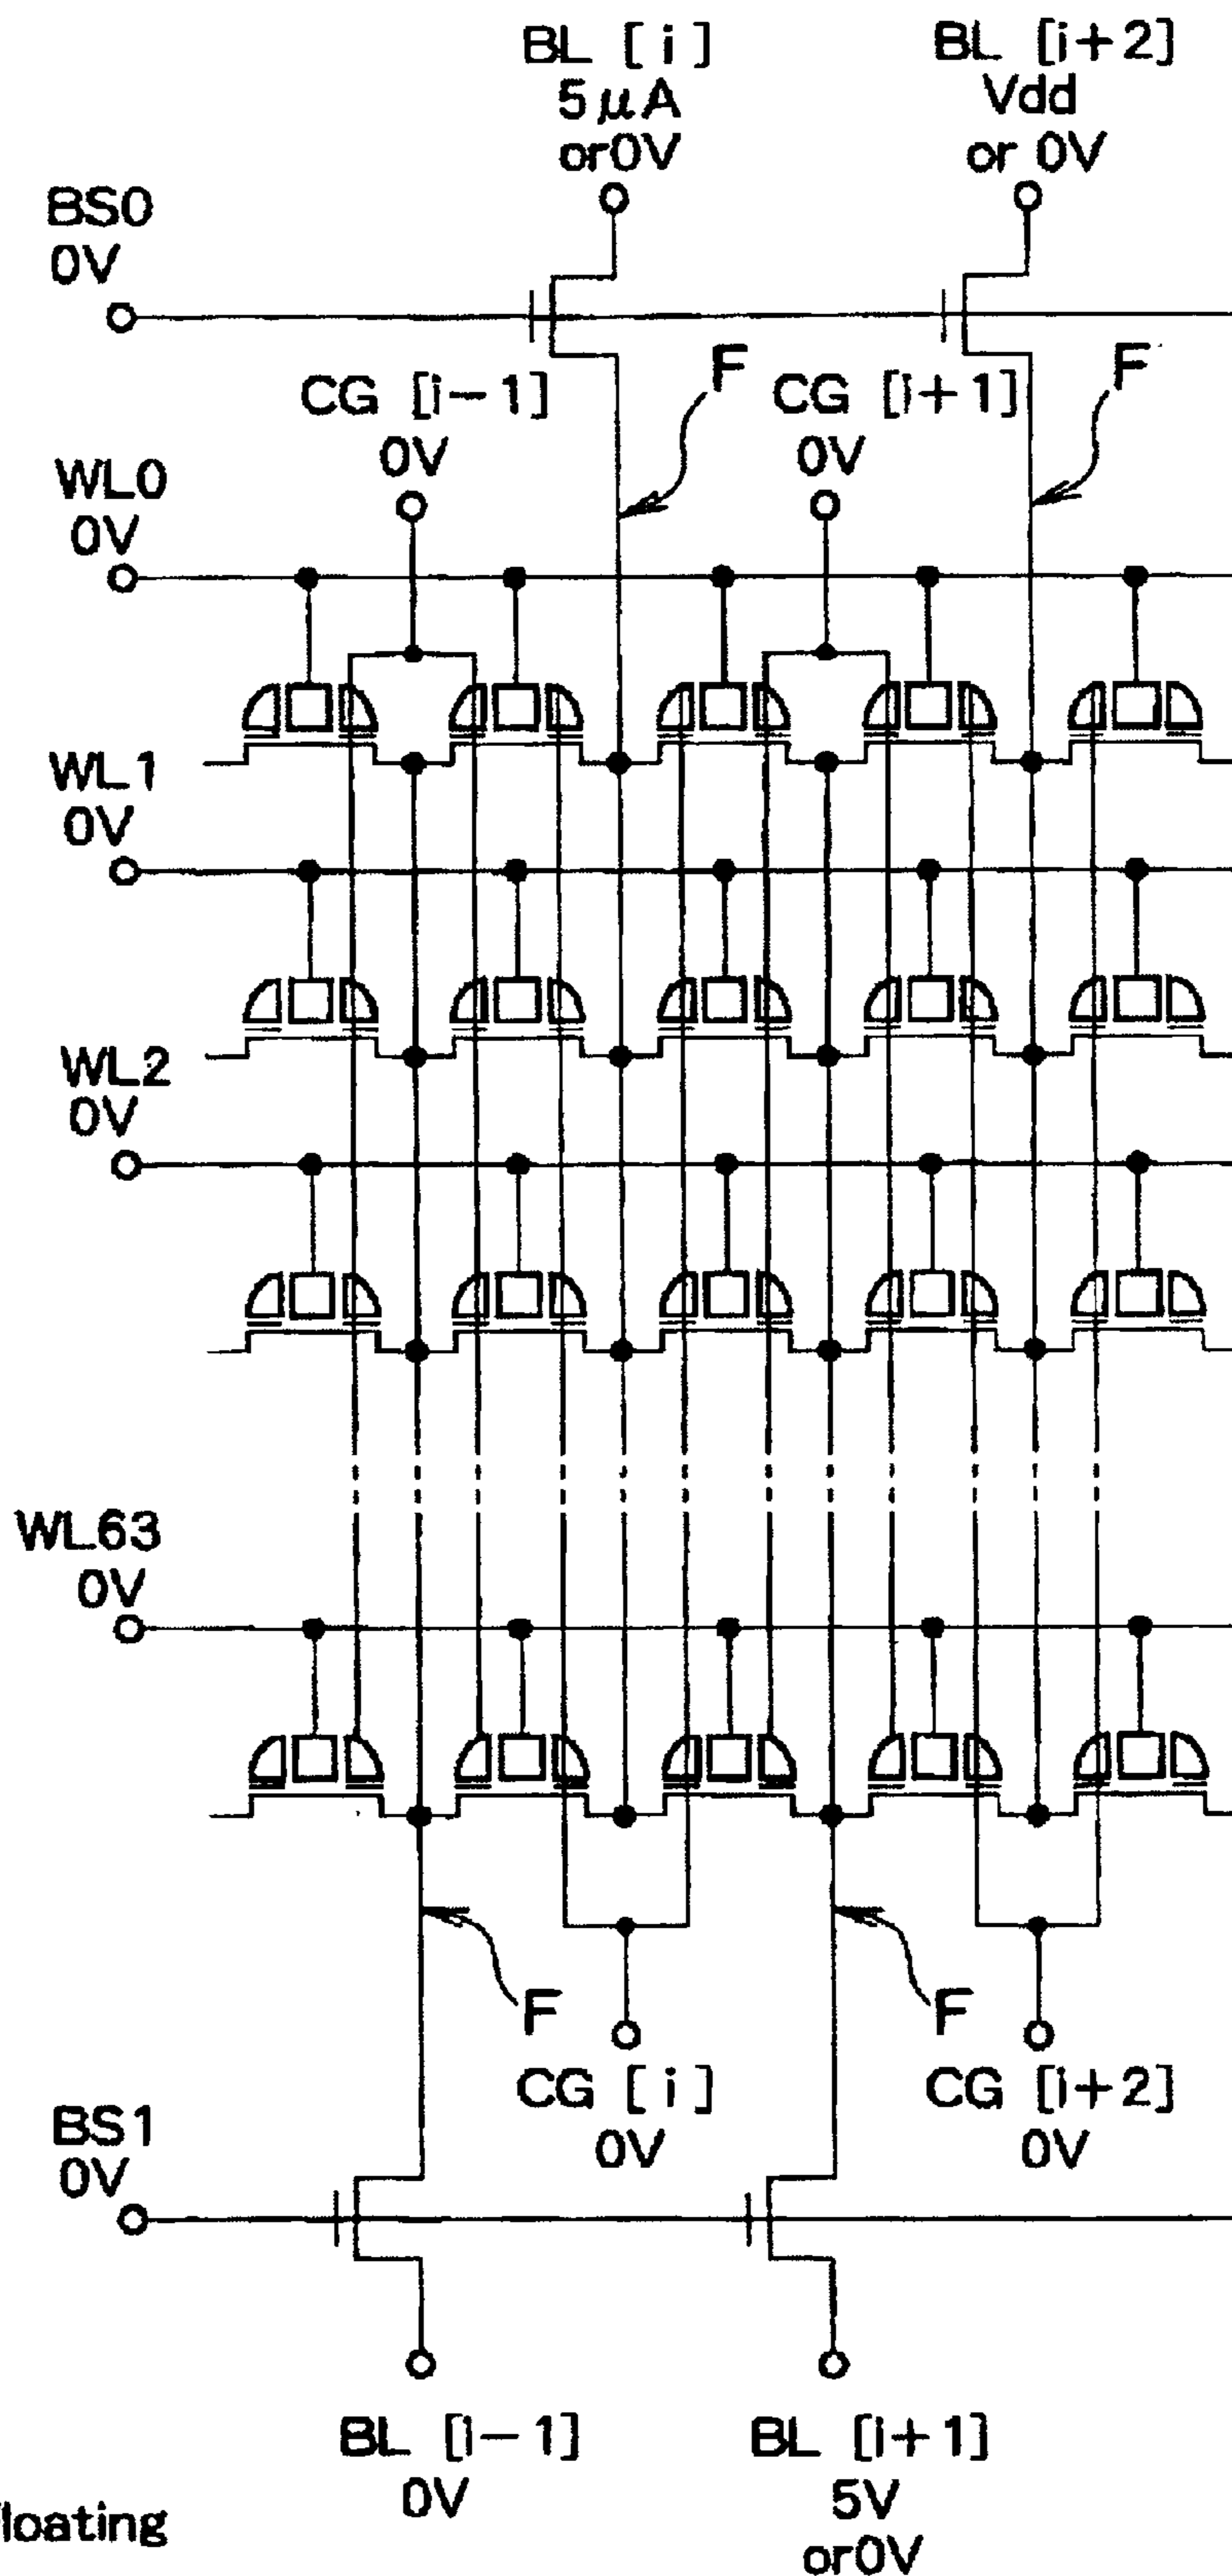 BL [i]
5μA
or0V
BL [i+2]
Vdd
or 0V
BS0
0V
CG [i-1]
0V
F
CG [i+1]
0V
F
WL0
0V
WL1
0V
WL2
0V
WL63
0V
F
F
CG [i]
0V
CG [i+2]
0V
BS1
0V
BL [i-1]
0V
BL [i+1]
5V
or0V
loating